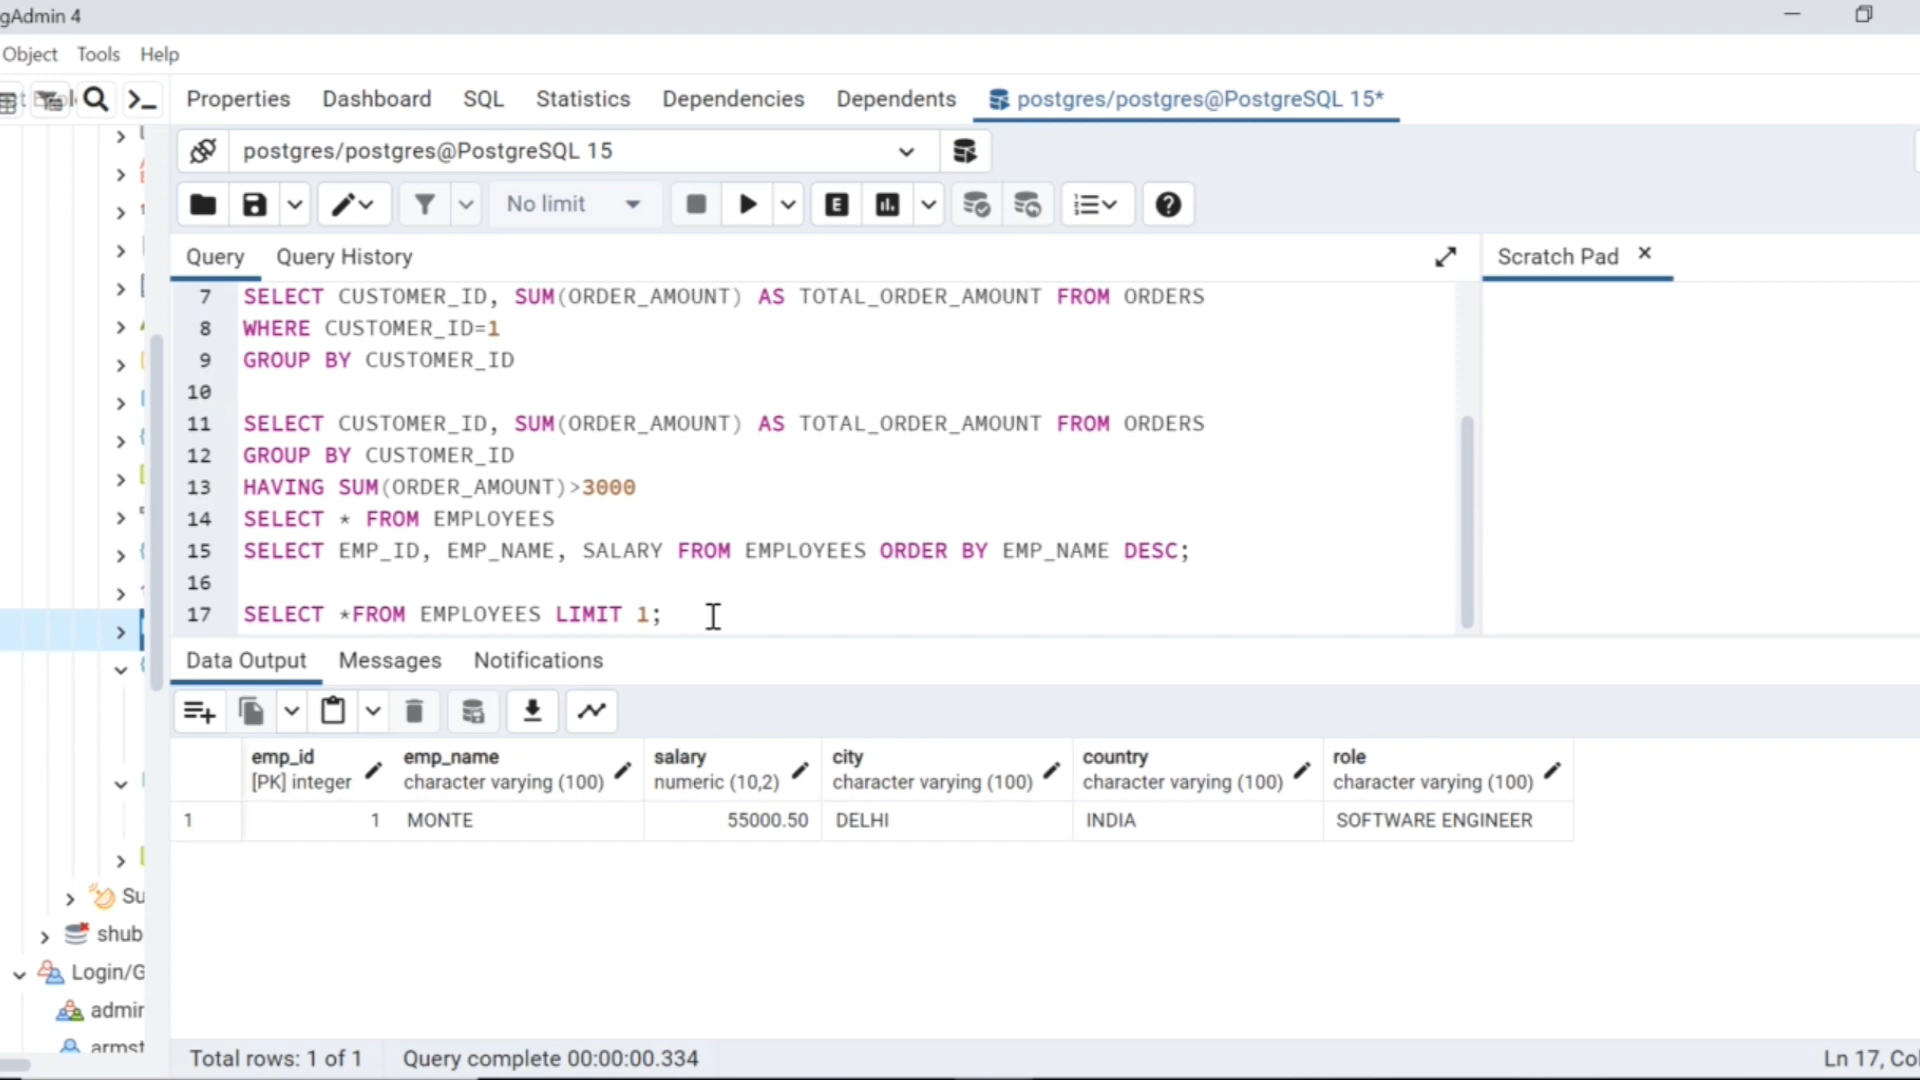 gAdmin 4
Object Tools Help
Properties Dashboard SQL Statistics Dependencies Dependents postgres/postgres@PostgreSQL 15*
postgres/postgres@PostgreSQL 15
No limit
Query Query History
Scratch Pad
7 SELECT CUSTOMER_ID, SUM(ORDER_AMOUNT) AS TOTAL_ORDER_AMOUNT FROM ORDERS
8 WHERE CUSTOMER_ID=1
9 GROUP BY CUSTOMER_ID
10
11 SELECT CUSTOMER_ID, SUM(ORDER_AMOUNT) AS TOTAL_ORDER_AMOUNT FROM ORDERS
12 GROUP BY CUSTOMER_ID
13 HAVING SUM(ORDER_AMOUNT)>3000
14 SELECT * FROM EMPLOYEES
15 SELECT EMP_ID, EMP_NAME, SALARY FROM EMPLOYEES ORDER BY EMP_NAME DESC;
16
17 SELECT *FROM EMPLOYEES LIMIT 1;
Data Output Messages Notifications
emp_id emp_name salary city country role
[PK] integer character varying (100) numeric (10,2) character varying (100) character varying (100) character varying (100)
1 1 MONTE 55000.50 DELHI INDIA SOFTWARE ENGINEER
Su
shub
Login/G
admir
armst
Total rows: 1 of 1 Query complete 00:00:00.334
Ln 17, Co